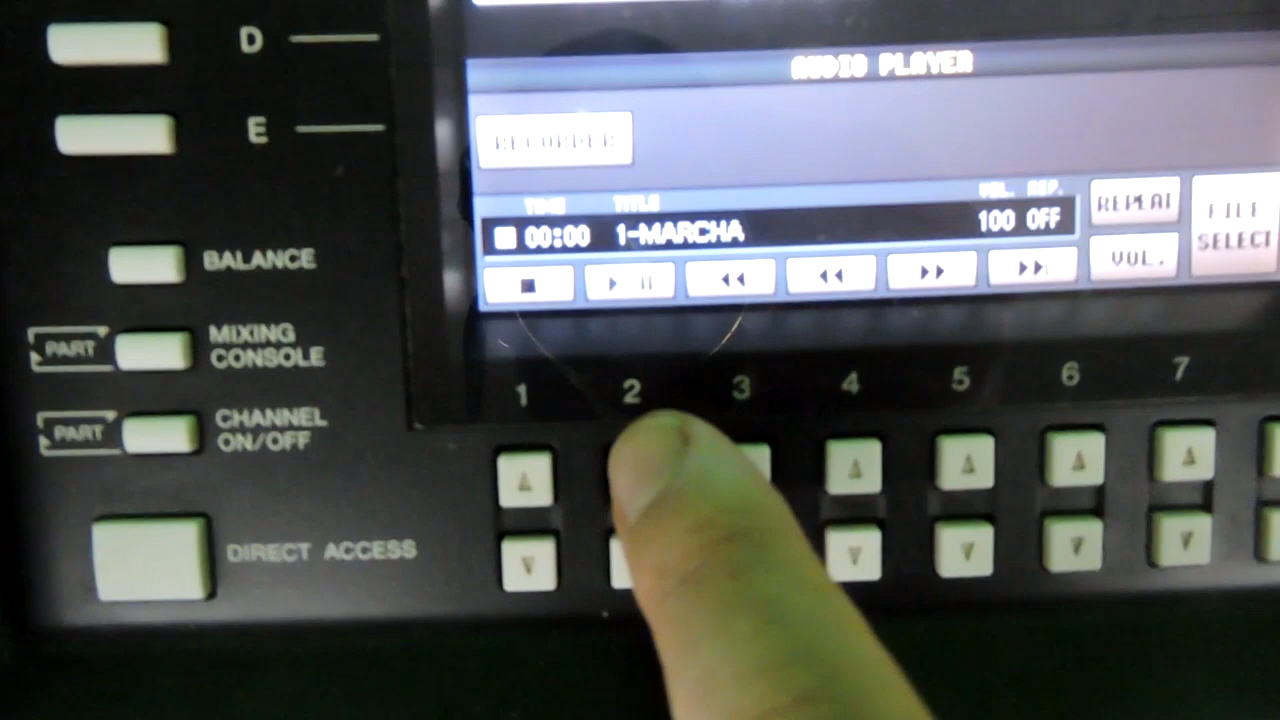 D
E
AUDIO PLAYER
RECORDER
TIME TITLE VOL. REP.
00:00 1-MARCHA 100 OFF
REPEAT
VOL.
FILE
SELECT
BALANCE
PART
MIXING
CONSOLE
PART
CHANNEL
ON/OFF
DIRECT ACCESS
1 2 3 4 5 6 7